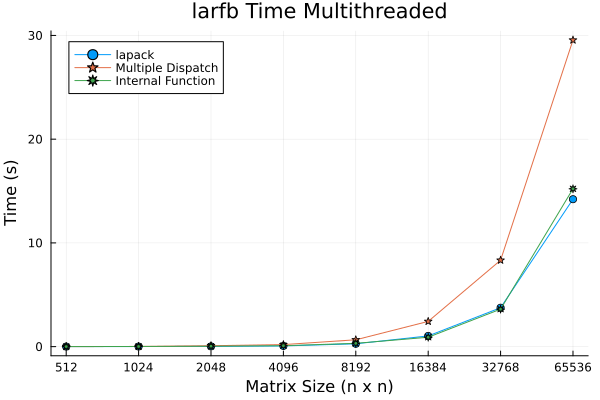 larfb Time Multithreaded
lapack
Multiple Dispatch
Internal Function
Time (s)
30
20
10
0
512 1024 2048 4096 8192 16384 32768 65536
Matrix Size (n x n)